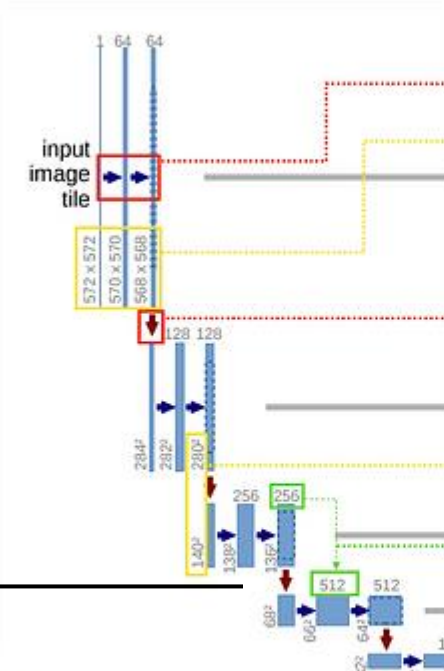 1 64 64
input
image
tile
572 x 572
570 x 570
568 x 568
128 128
284²
282²
280²
256 256
140²
138²
136²
512 512
68²
66²
64²